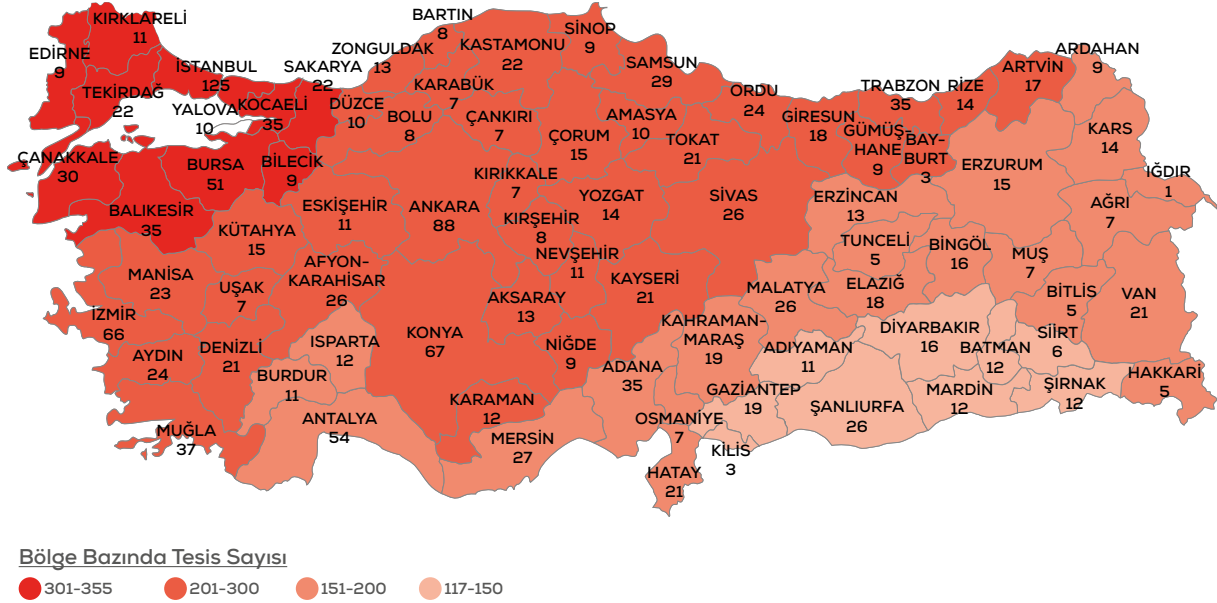 KIRKLARELİ
11
EDİRNE
9
TEKİRDAĞ
22
İSTANBUL
125
YALOVA
10
KOCAELİ
35
SAKARYA
22
DÜZCE
10
ZONGULDAK
13
BARTIN
8
KARABÜK
7
KASTAMONU
22
SİNOP
9
SAMSUN
29
BOLU
8
ÇANKIRI
7
ÇORUM
15
AMASYA
10
TOKAT
21
ORDU
24
GİRESUN
18
TRABZON
35
RİZE
14
ARTVİN
17
ARDAHAN
9
GÜMÜŞ-
HANE
9
BAY-
BURT
3
KARS
14
IĞDIR
1
AĞRI
7
ERZURUM
15
ERZİNCAN
13
ÇANAKKALE
30
BALIKESİR
35
BURSA
51
BİLECİK
9
ESKİŞEHİR
11
KÜTAHYA
15
ANKARA
88
KIRIKKALE
7
KIRŞEHİR
8
YOZGAT
14
SİVAS
26
NEVŞEHİR
11
KAYSERİ
21
AFYON-
KARAHİSAR
26
MANİSA
23
UŞAK
7
İZMİR
66
AYDIN
24
DENİZLİ
21
MUĞLA
37
ISPARTA
12
BURDUR
11
ANTALYA
54
KONYA
67
AKSARAY
13
NİĞDE
9
KARAMAN
12
MERSİN
27
ADANA
35
OSMANİYE
7
HATAY
21
KAHRAMAN-
MARAŞ
19
GAZİANTEP
19
KİLİS
3
MALATYA
26
ADIYAMAN
11
ŞANLIURFA
26
TUNCELİ
5
ELAZIĞ
18
BİNGÖL
16
MUŞ
7
BİTLİS
5
VAN
21
DİYARBAKIR
16
BATMAN
12
SİİRT
6
MARDİN
12
ŞIRNAK
12
HAKKARİ
5
Bölge Bazında Tesis Sayısı
301-355 201-300 151-200 117-150